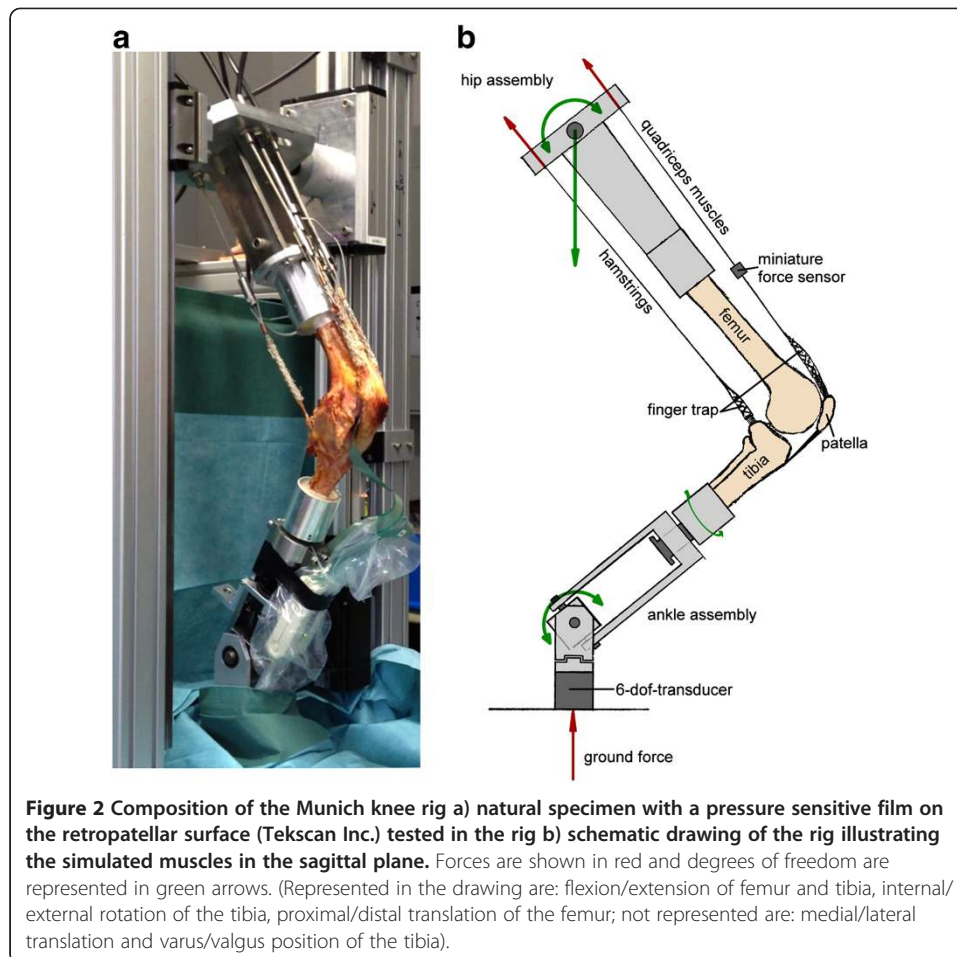 a
b
hip assembly
quadriceps muscles
hamstrings
miniature
force sensor
femur
finger trap
patella
tibia
ankle assembly
6-dof-transducer
ground force
Figure 2 Composition of the Munich knee rig a) natural specimen with a pressure sensitive film on
the retropatellar surface (Tekscan Inc.) tested in the rig b) schematic drawing of the rig illustrating
the simulated muscles in the sagittal plane. Forces are shown in red and degrees of freedom are
represented in green arrows. (Represented in the drawing are: flexion/extension of femur and tibia, internal/
external rotation of the tibia, proximal/distal translation of the femur; not represented are: medial/lateral
translation and varus/valgus position of the tibia).